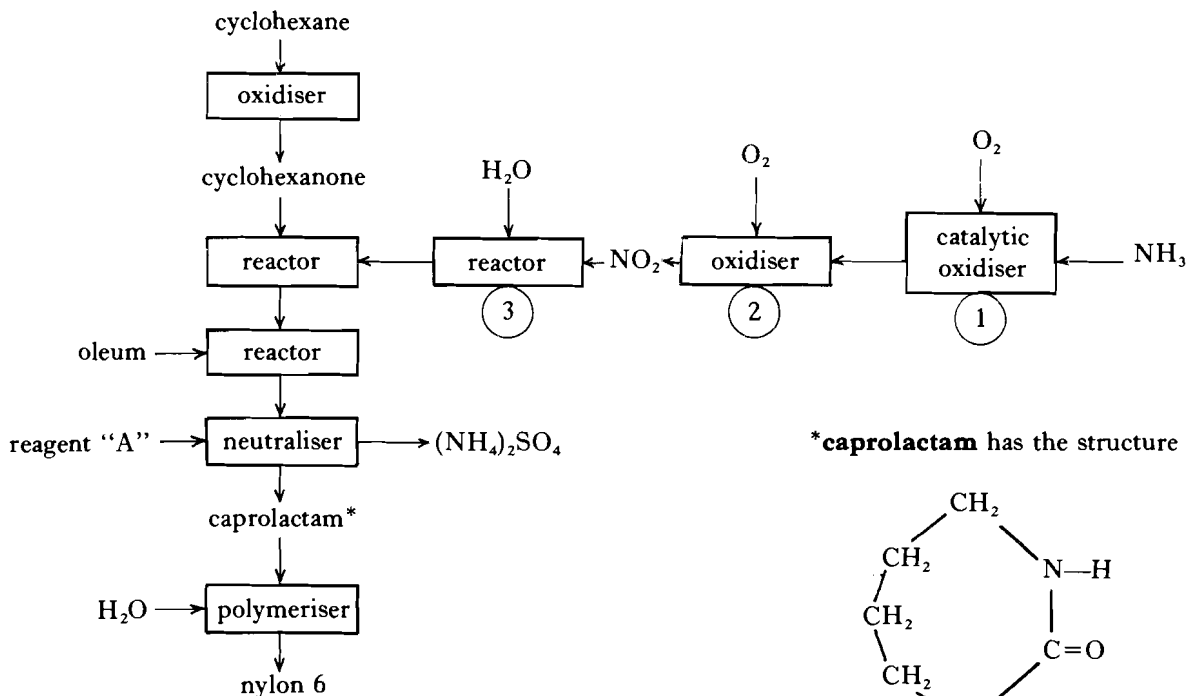 cyclohexane
oxidiser
cyclohexanone
reactor
H₂O
reactor
3
NO₂
O₂
oxidiser
2
O₂
catalytic
oxidiser
1
NH₃
oleum
reactor
reagent “A”
neutraliser
(NH₄)₂SO₄
caprolactam*
H₂O
polymeriser
nylon 6
*caprolactam has the structure
CH₂
CH₂
N—H
CH₂
C=O
CH₂